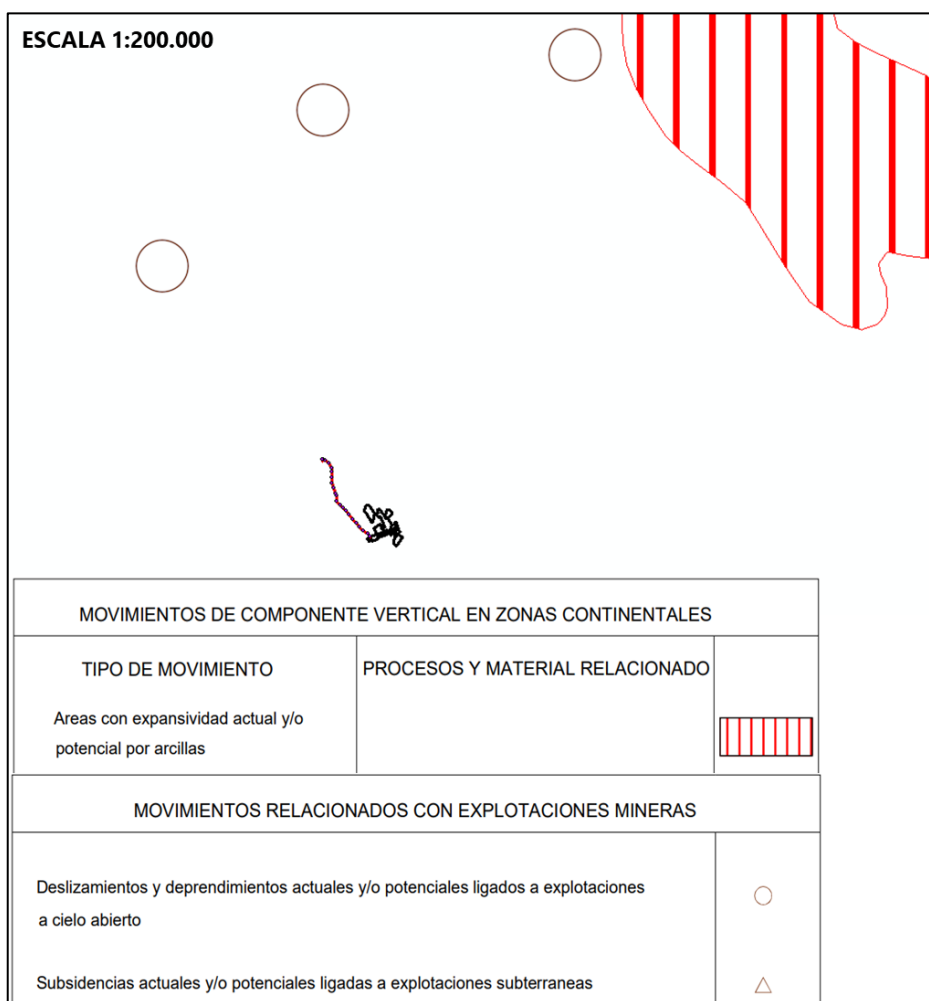 ESCALA 1:200.000
MOVIMIENTOS DE COMPONENTE VERTICAL EN ZONAS CONTINENTALES
TIPO DE MOVIMIENTO
PROCESOS Y MATERIAL RELACIONADO
Areas con expansividad actual y/o
potencial por arcillas
MOVIMIENTOS RELACIONADOS CON EXPLOTACIONES MINERAS
Deslizamientos y deprendimientos actuales y/o potenciales ligados a explotaciones
a cielo abierto
Subsidencias actuales y/o potenciales ligadas a explotaciones subterraneas